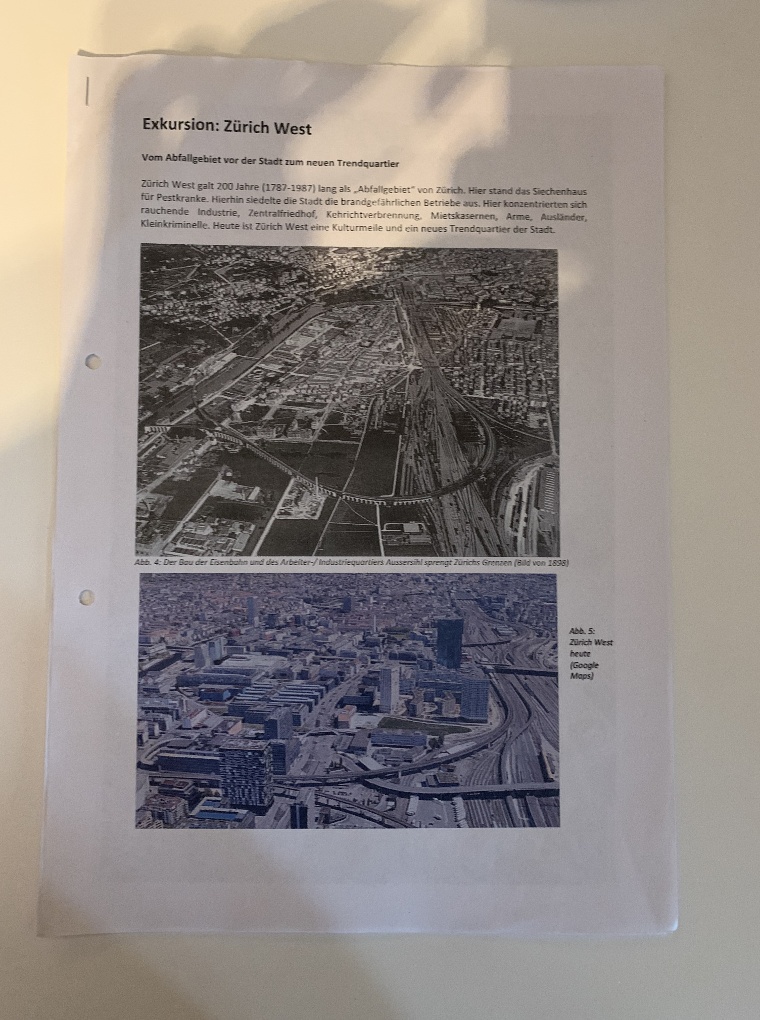 Exkursion: Zürich West
Vom Abfallgebiet vor der Stadt zum neuen Trendquartier
Zürich West galt 200 Jahre (1787-1987) lang als „Abfallgebiet" von Zürich. Hier stand das Siechenhaus
für Pestkranke. Hierhin siedelte die Stadt die brandgefährlichen Betriebe aus. Hier konzentrierten sich
rauchende Industrie, Zentralfriedhof, Kehrichtverbrennung, Mietskasernen, Arme, Ausländer,
Kleinkriminelle. Heute ist Zürich West eine Kulturmeile und ein neues Trendquartier der Stadt.
Abb. 4: Der Bau der Eisenbahn und des Arbeiter-/ Industriequartiers Aussersihl sprengt Zürichs Grenzen (Bild von 1898)
Abb. 5:
Zürich West
heute
(Google
Maps)